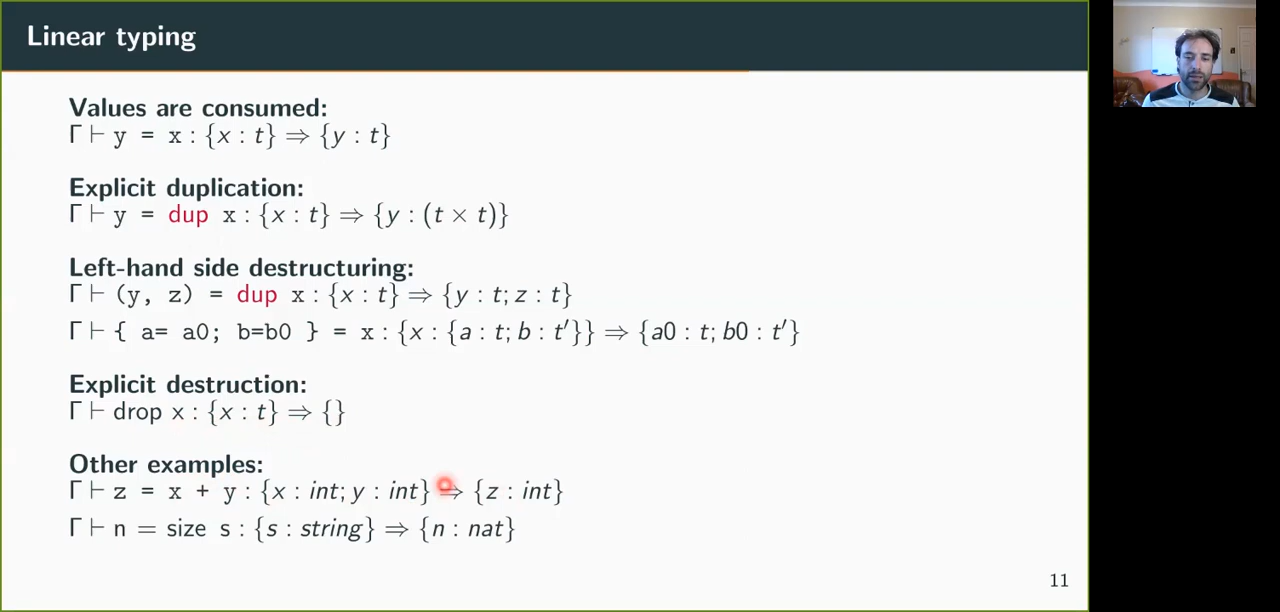 Linear typing
Values are consumed:
Γ ⊢ y = x : {x : t} ⇒ {y : t}
Explicit duplication:
Γ ⊢ y = dup x : {x : t} ⇒ {y : (t × t)}
Left-hand side destructuring:
Γ ⊢ (y, z) = dup x : {x : t} ⇒ {y : t; z : t}
Γ ⊢ { a= a0; b=b0 } = x : {x : {a : t; b : t′}} ⇒ {a0 : t; b0 : t′}
Explicit destruction:
Γ ⊢ drop x : {x : t} ⇒ {}
Other examples:
Γ ⊢ z = x + y : {x : int; y : int} ⇒ {z : int}
Γ ⊢ n = size s : {s : string} ⇒ {n : nat}
11